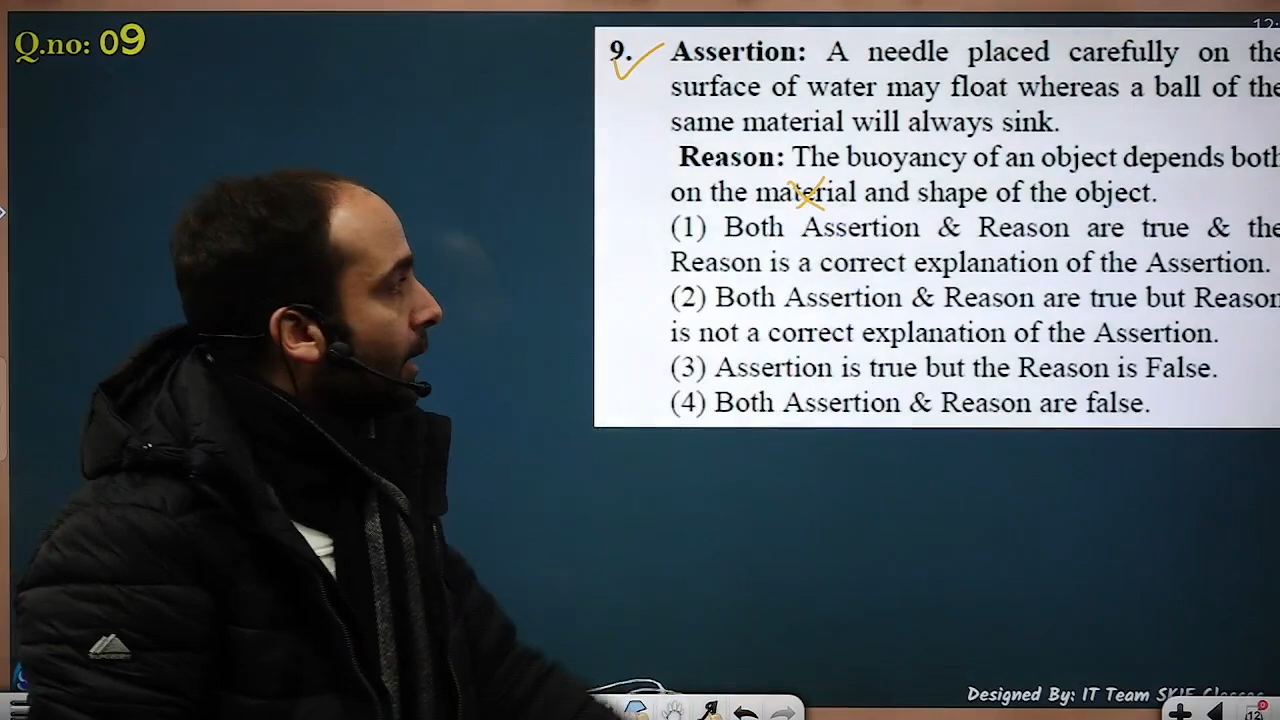 Q.no: 09
12:
9. Assertion: A needle placed carefully on the
surface of water may float whereas a ball of the
same material will always sink.
Reason: The buoyancy of an object depends both
on the material and shape of the object.
(1) Both Assertion & Reason are true & the
Reason is a correct explanation of the Assertion.
(2) Both Assertion & Reason are true but Reason
is not a correct explanation of the Assertion.
(3) Assertion is true but the Reason is False.
(4) Both Assertion & Reason are false.
Designed By: IT Team SKIE Classes
12